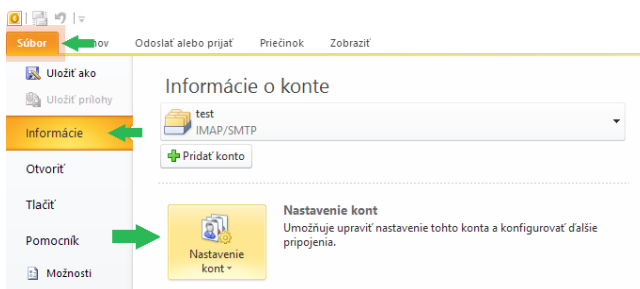 Súbor
nov
Odoslať alebo prijať
Priečinok
Zobraziť
Uložiť ako
Uložiť prílohy
Informácie
Otvoriť
Tlačiť
Pomocník
Možnosti
Informácie o konte
test
IMAP/SMTP
Pridať konto
Nastavenie
kont
Nastavenie kont
Umožňuje upraviť nastavenie tohto konta a konfigurovať ďalšie
pripojenia.